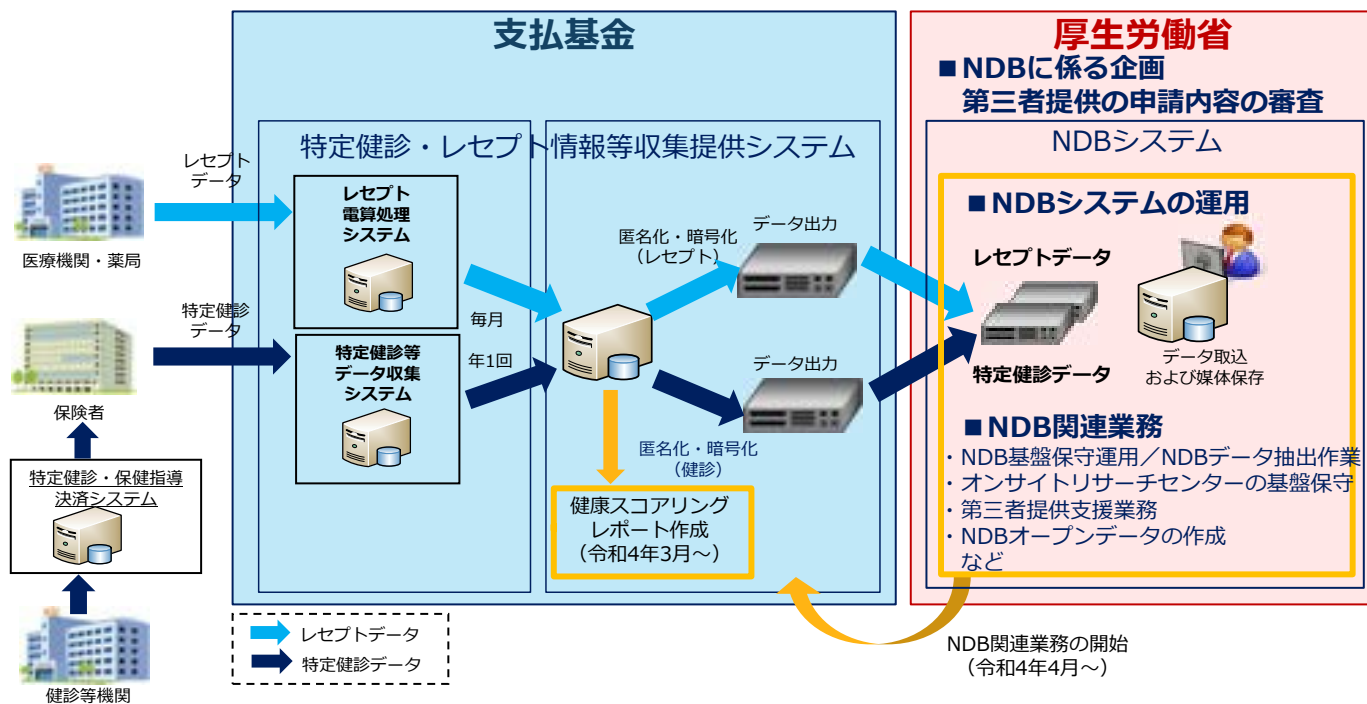 支払基金
厚生労働省
■NDBに係る企画
第三者提供の申請内容の審査
特定健診・レセプト情報等収集提供システム
NDBシステム
レセプト
データ
医療機関・薬局
レセプト
電算処理
システム
毎月
匿名化・暗号化
（レセプト）
データ出力
■NDBシステムの運用
レセプトデータ
特定健診データ
データ取込
および媒体保存
特定健診
データ
保険者
特定健診等
データ収集
システム
年1回
データ出力
匿名化・暗号化
（健診）
特定健診・保健指導
決済システム
健診等機関
健康スコアリング
レポート作成
（令和4年3月～）
■NDB関連業務
・NDB基盤保守運用／NDBデータ抽出作業
・オンサイトリサーチセンターの基盤保守
・第三者提供支援業務
・NDBオープンデータの作成
など
レセプトデータ
特定健診データ
NDB関連業務の開始
（令和4年4月～）